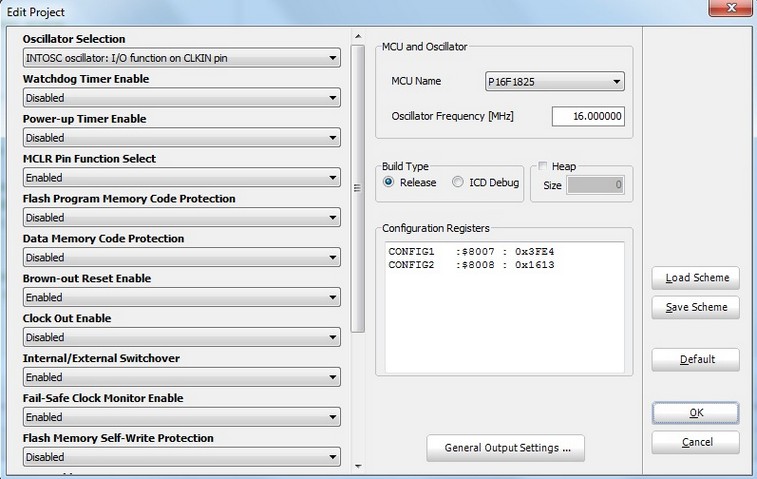 Edit Project
Oscillator Selection
INTOSC oscillator: I/O function on CLKIN pin
Watchdog Timer Enable
Disabled
Power-up Timer Enable
Disabled
MCLR Pin Function Select
Enabled
Flash Program Memory Code Protection
Disabled
Data Memory Code Protection
Disabled
Brown-out Reset Enable
Enabled
Clock Out Enable
Disabled
Internal/External Switchover
Enabled
Fail-Safe Clock Monitor Enable
Enabled
Flash Memory Self-Write Protection
Disabled
MCU and Oscillator
MCU Name P16F1825
Oscillator Frequency [MHz] 16.000000
Build Type
Release ICD Debug
Heap
Size 0
Configuration Registers
CONFIG1 :$8007 : 0x3FE4
CONFIG2 :$8008 : 0x1613
General Output Settings ...
Load Scheme
Save Scheme
Default
OK
Cancel